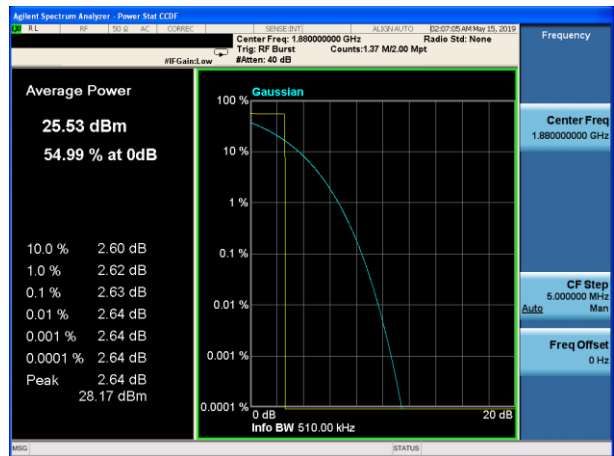 Agilent Spectrum Analyzer - Power Stat CCDF
RL RF 50 Ω AC CORREC SENSE:INT ALIGNAUTO 02:07:05 AM May 15, 2019
Center Freq: 1.880000000 GHz Radio Std: None
Trig: RF Burst Counts:1.37 M/2.00 Mpt
#IFGain:Low #Atten: 40 dB
Frequency
Average Power
25.53 dBm
54.99 % at 0dB
10.0 % 2.60 dB
1.0 % 2.62 dB
0.1 % 2.63 dB
0.01 % 2.64 dB
0.001 % 2.64 dB
0.0001 % 2.64 dB
Peak 2.64 dB
28.17 dBm
Gaussian
100 %
10 %
1 %
0.1 %
0.01 %
0.001 %
0.0001 %
0 dB 20 dB
Info BW 510.00 kHz
Center Freq
1.880000000 GHz
CF Step
5.000000 MHz
Auto Man
Freq Offset
0 Hz
MSG STATUS